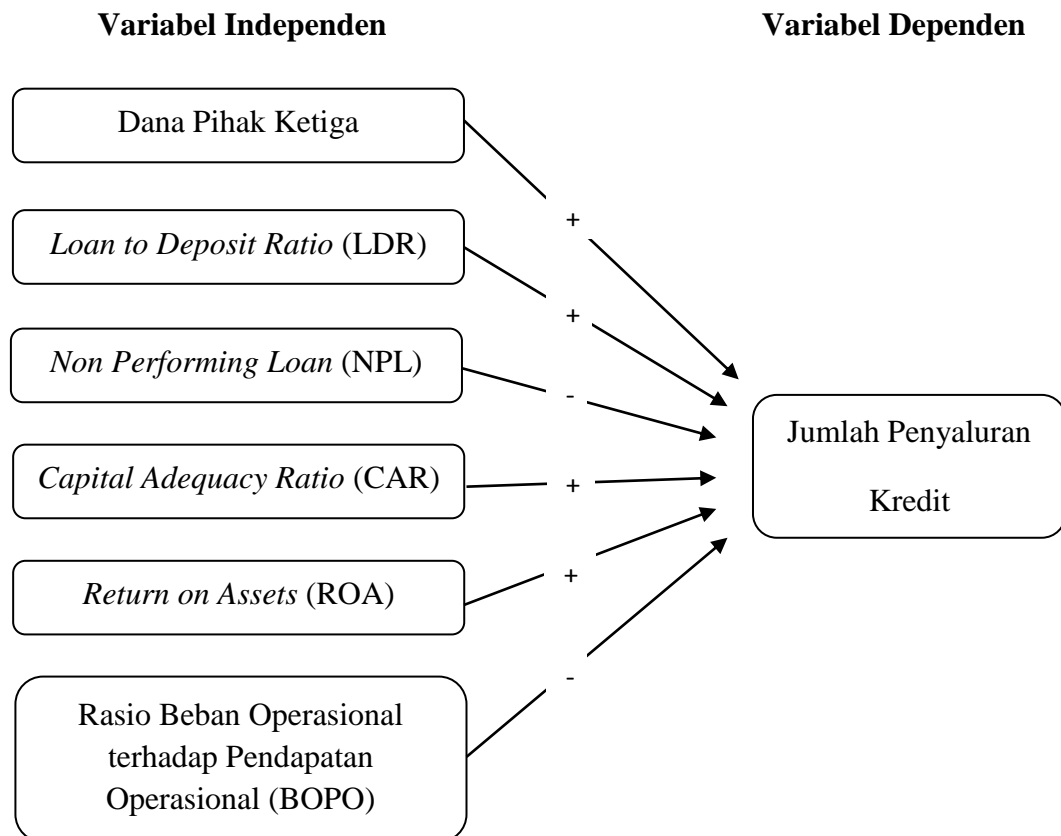 Variabel Independen
Variabel Dependen
Dana Pihak Ketiga
+
Loan to Deposit Ratio (LDR)
+
Non Performing Loan (NPL)
-
Jumlah Penyaluran
Kredit
Capital Adequacy Ratio (CAR)
+
Return on Assets (ROA)
+
Rasio Beban Operasional
terhadap Pendapatan
Operasional (BOPO)
-